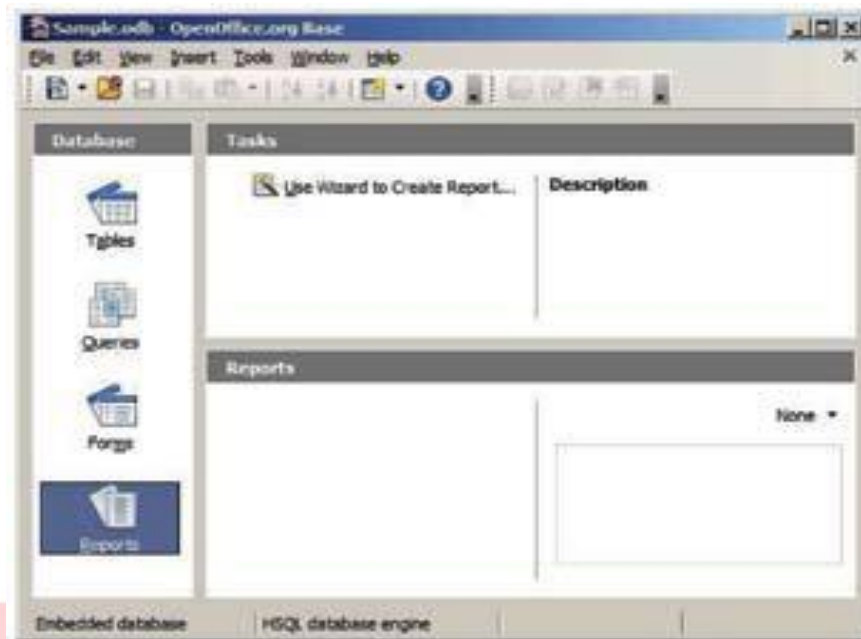 Sample.odb - OpenOffice.org Base
File Edit View Insert Tools Window Help
Database
Tasks
Use Wizard to Create Report...
Description
Tables
Queries
Forms
Reports
Reports
None
Embedded database
HSQL database engine